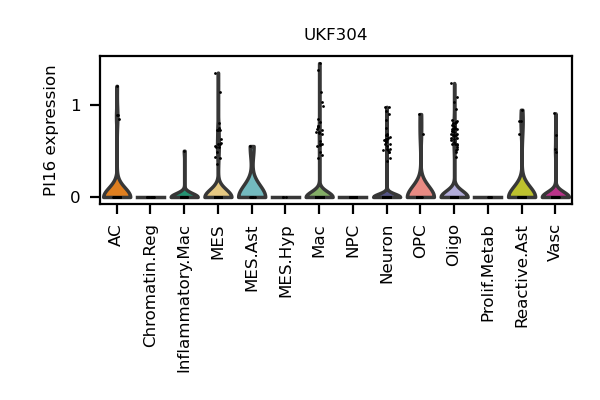 UKF304
PI16 expression
1
0
AC
Chromatin.Reg
Inflammatory.Mac
MES
MES.Ast
MES.Hyp
Mac
NPC
Neuron
OPC
Oligo
Prolif.Metab
Reactive.Ast
Vasc